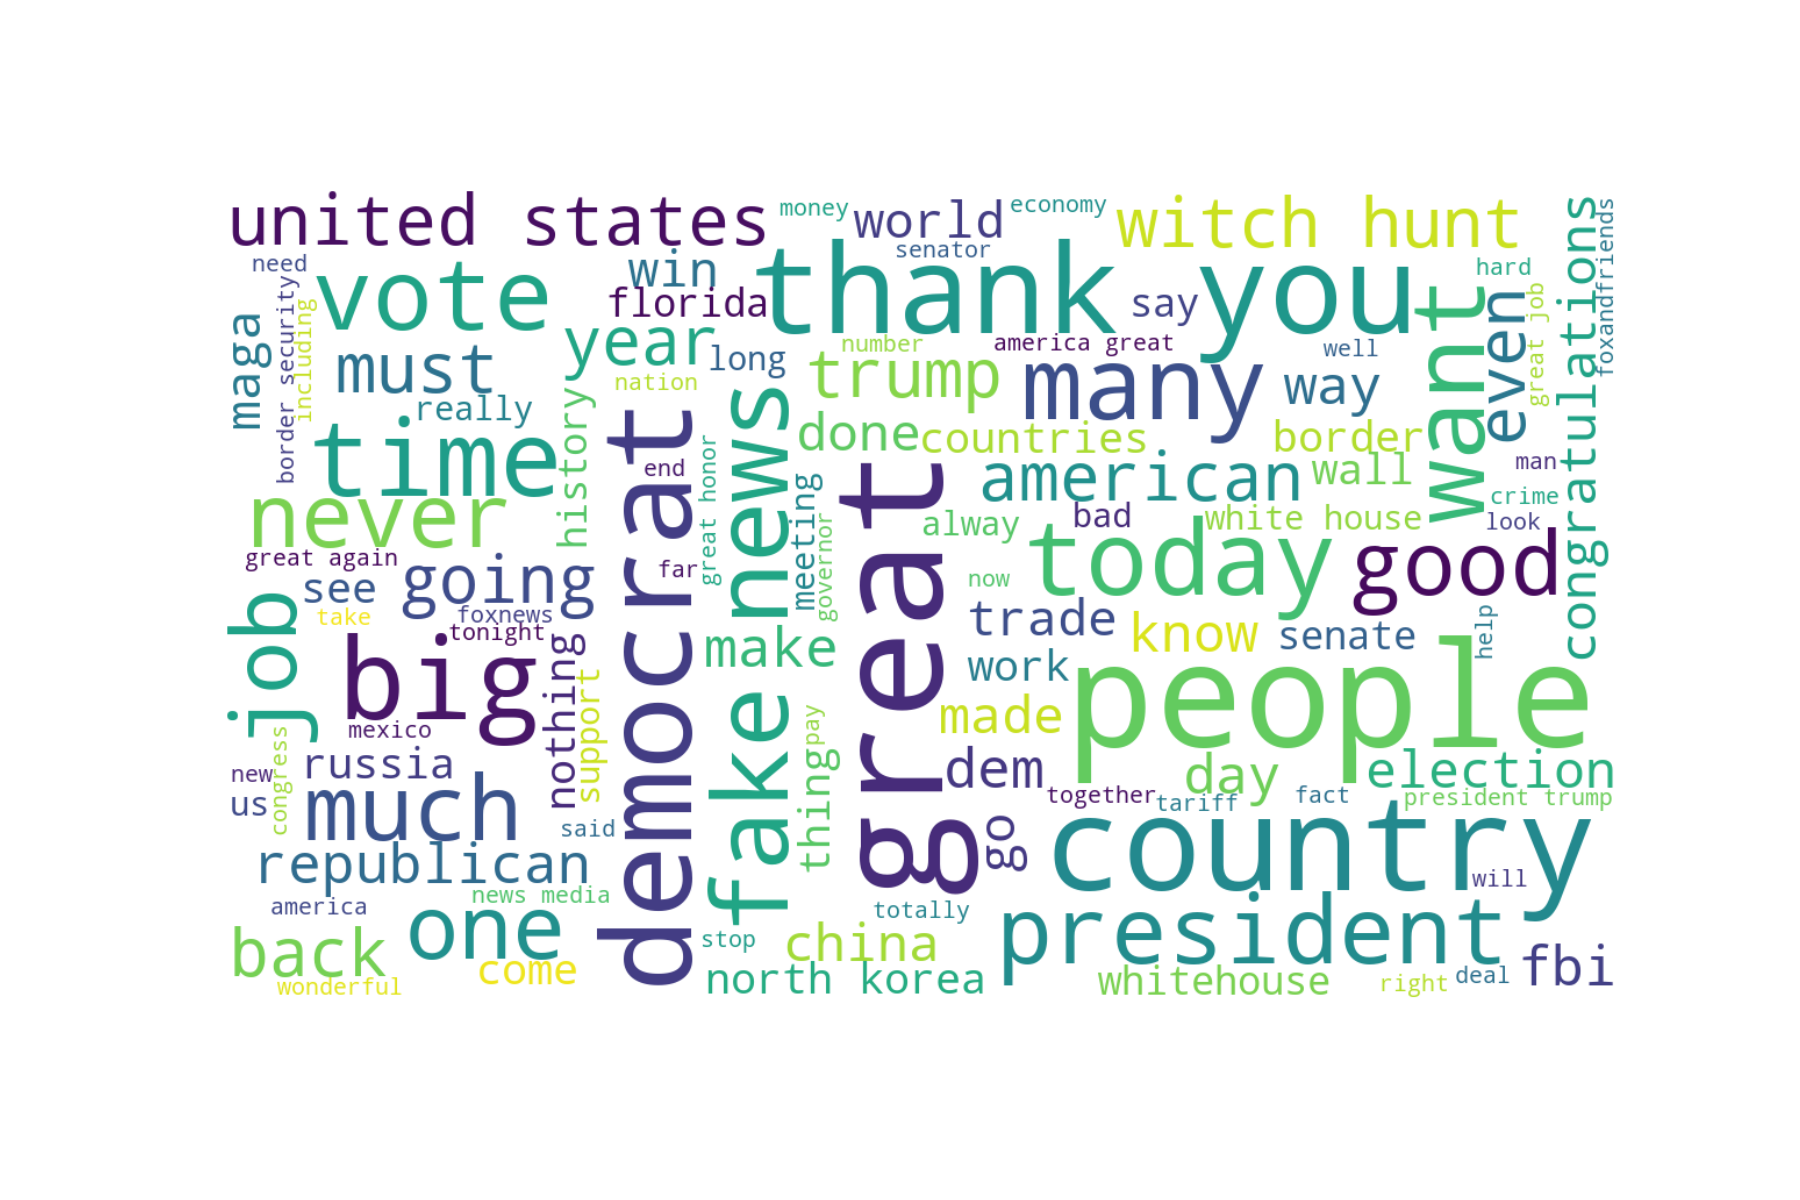 united states
money
world
economy
witch hunt
congratulations
foxandfriends
need
vote
win
senator
thank you
hard
florida
say
want
even
great job
maga
border security
including
must
year
long
number
america great
well
trump
many
way
nation
really
history
democrat
fake news
done
countries
border
time
end
great honor
meeting
great
american
wall
man
never
alway
bad
white house
crime
look
great again
see
going
far
governor
now
today
good
take
foxnews
tonight
job
big
nothing
support
make
trade
know
senate
help
work
people
mexico
thing
pay
made
new
congress
russia
dem
day
election
us
much
said
together
tariff
fact
president trump
go
country
republican
will
america
news media
one
totally
president
back
come
stop
china
fbi
wonderful
north korea
whitehouse
right
deal